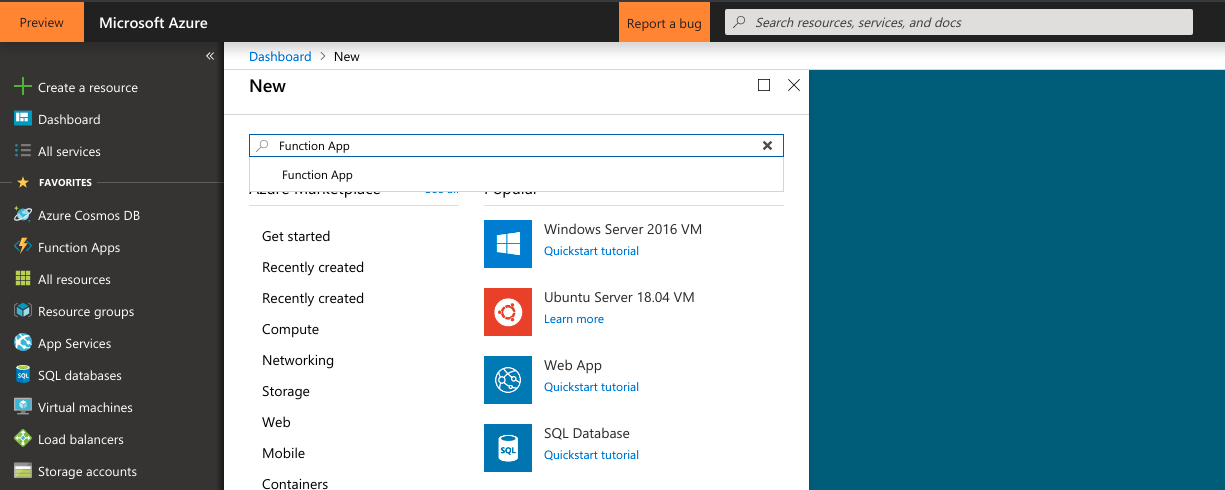 Preview
Microsoft Azure
Report a bug
Search resources, services, and docs
«
Create a resource
Dashboard
All services
FAVORITES
Azure Cosmos DB
Function Apps
All resources
Resource groups
App Services
SQL databases
Virtual machines
Load balancers
Storage accounts
Dashboard > New
New
Function App
Function App
Azure Marketplace See all
Get started
Recently created
Recently created
Compute
Networking
Storage
Web
Mobile
Containers
Popular
Windows Server 2016 VM
Quickstart tutorial
Ubuntu Server 18.04 VM
Learn more
Web App
Quickstart tutorial
SQL
SQL Database
Quickstart tutorial